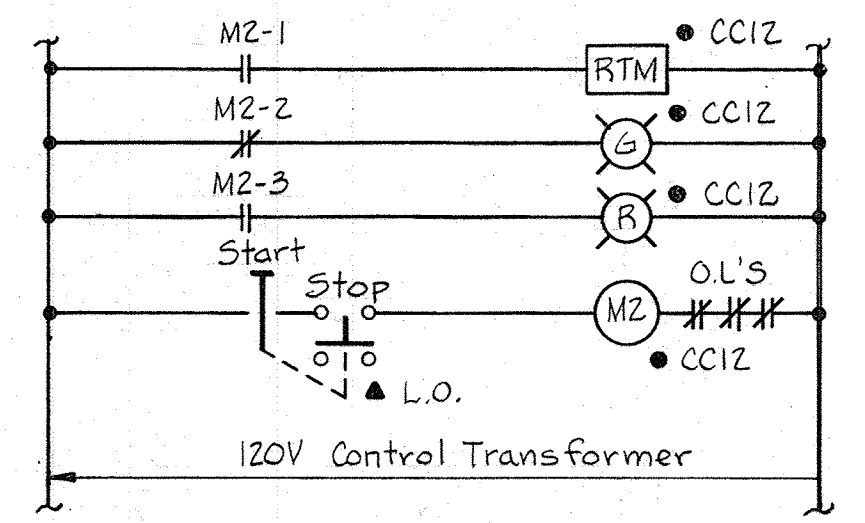 M2-1
● CC12
RTM
M2-2
● CC12
G
M2-3
● CC12
R
Start
Stop
O.L'S
M2
● CC12
▲ L.O.
120V Control Transformer